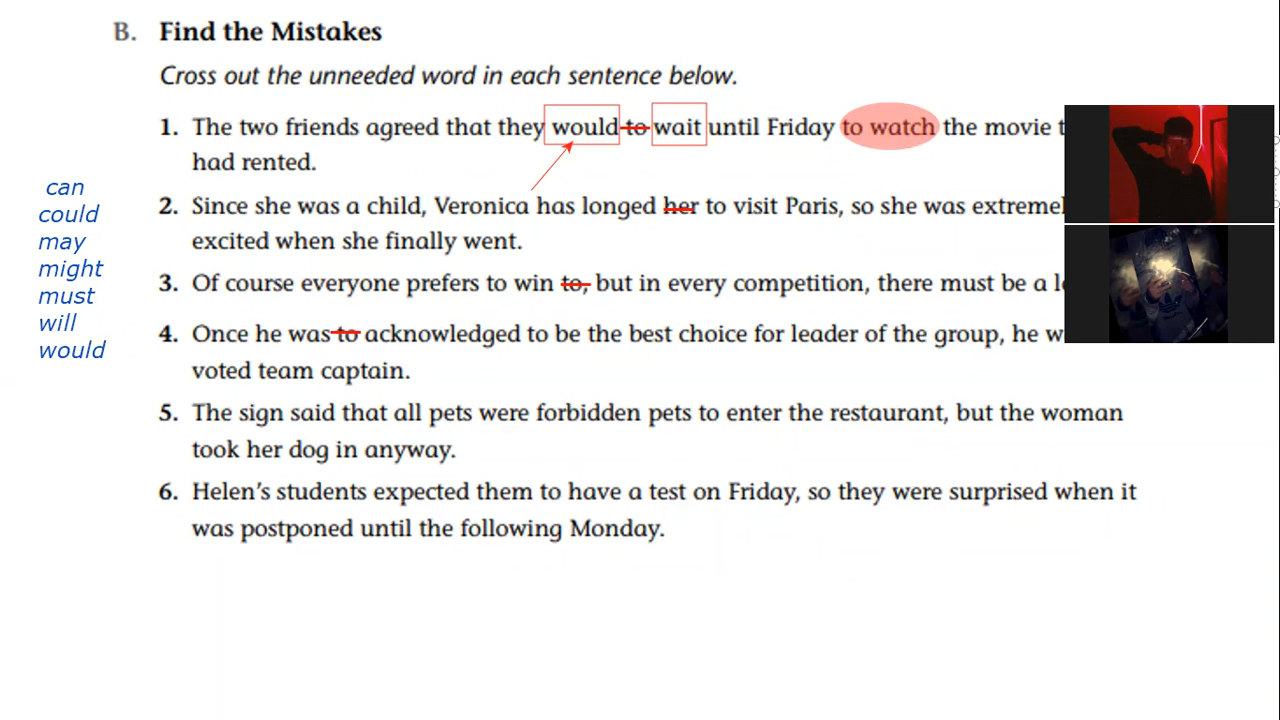 B. Find the Mistakes
Cross out the unneeded word in each sentence below.
1. The two friends agreed that they would to wait until Friday to watch the movie
had rented.
2. Since she was a child, Veronica has longed her to visit Paris, so she was
excited when she finally went.
3. Of course everyone prefers to win to, but in every competition, there must be a
4. Once he was to acknowledged to be the best choice for leader of the group, he
voted team captain.
5. The sign said that all pets were forbidden pets to enter the restaurant, but the woman
took her dog in anyway.
6. Helen's students expected them to have a test on Friday, so they were surprised when it
was postponed until the following Monday.
can
could
may
might
must
will
would